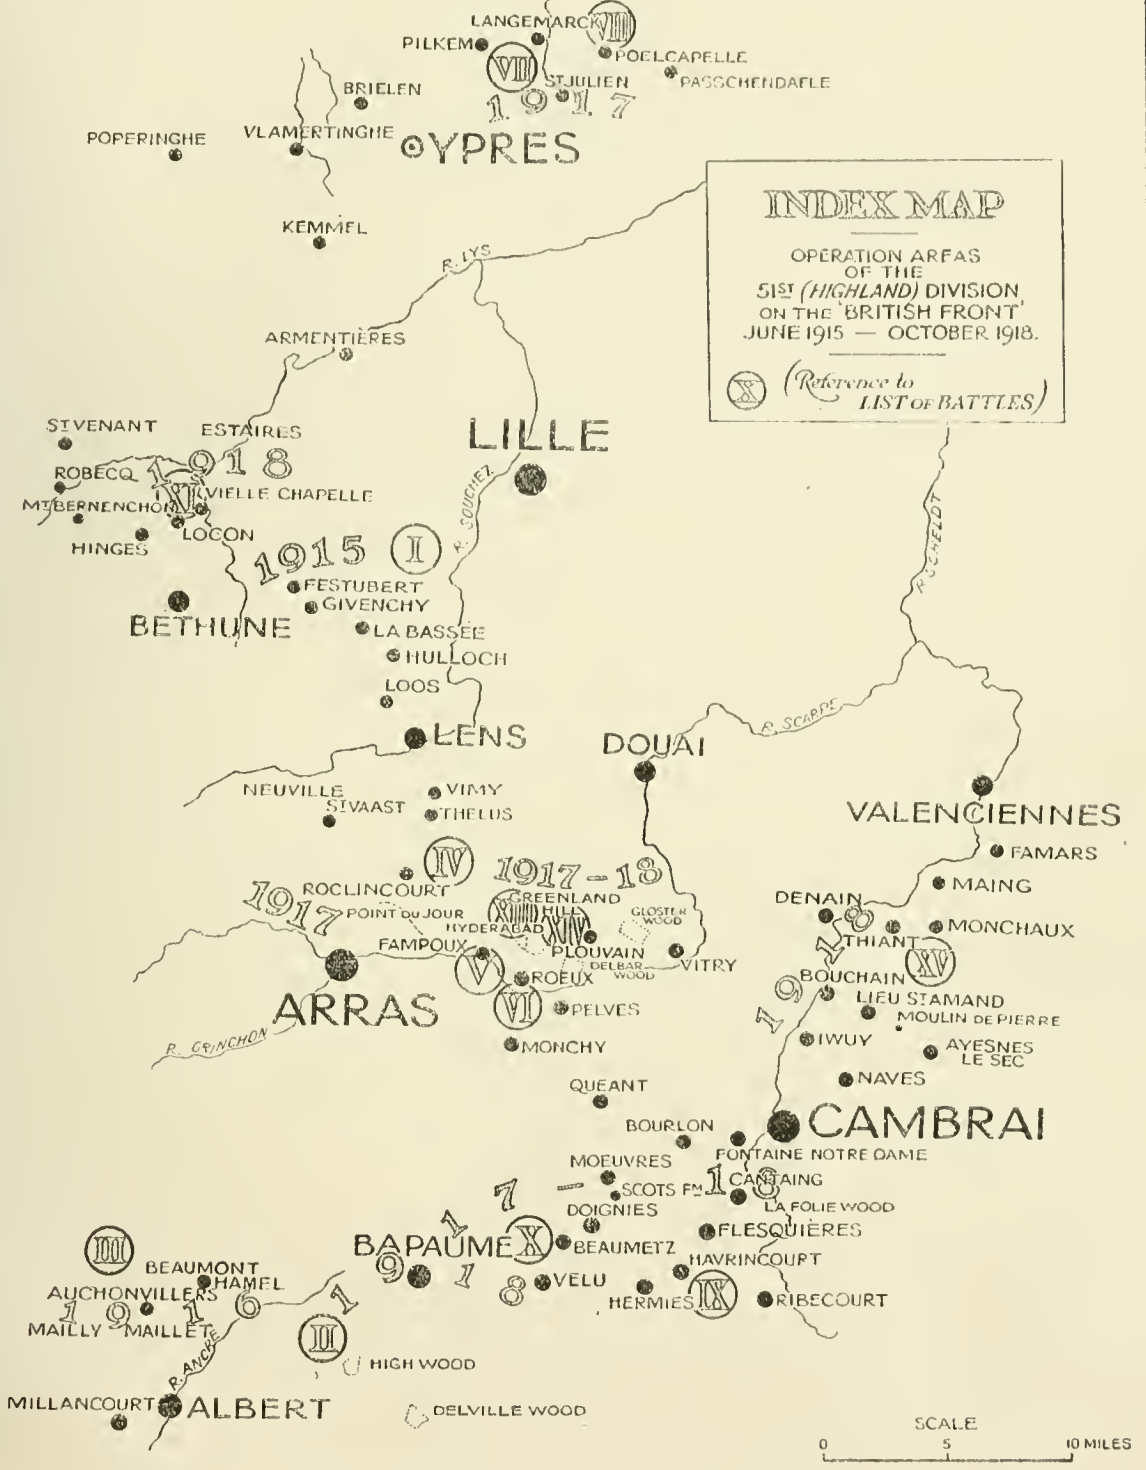 LANGEMARCK
VIII
PILKEM
POELCAPELLE
VII
PASSCHENDAELE
ST JULIEN
BRIELEN
1917
VLAMERTINGHE
POPERINGHE
YPRES
KEMMEL
INDEX MAP
OPERATION AREAS
OF THE
51ST (HIGHLAND) DIVISION
ON THE 'BRITISH FRONT'
JUNE 1915 — OCTOBER 1918.
X
(Reference to
LIST OF BATTLES)
R. LYS
ARMENTIÈRES
ST VENANT
ESTAIRES
LILLE
1918
ROBECQ
VIELLE CHAPELLE
MT BERNENCHON
LOCON
HINGES
R. SOUCHEZ
R. SCHELDT
1915
I
FESTUBERT
GIVENCHY
BETHUNE
LA BASSÉE
HULLOCH
LOOS
LENS
R. SCARPE
DOUAI
NEUVILLE
ST VAAST
VIMY
THELUS
VALENCIENNES
FAMARS
IV
1917-18
ROCLINCOURT
MAING
1917
POINT DU JOUR
GREENLAND
HILL
XIII
XIV
HYDERABAD
GLOSTER
WOOD
DENAIN
MONCHAUX
THIANT
FAMPOUX
PLOUVAIN
DELBAR
WOOD
VITRY
XV
V
ROEUX
BOUCHAIN
1918
ARRAS
VI
PELVES
LIEU ST AMAND
MOULIN DE PIERRE
R. GRINCHON
MONCHY
IWUY
AYESNES
LE SEC
NAVES
QUEANT
BOURLON
CAMBRAI
FONTAINE NOTRE DAME
MOEUVRES
SCOTS FM
CANTAING
LA FOLIE WOOD
DOIGNIES
FLESQUIÈRES
1917-18
BAPAUME
X
BEAUMETZ
HAVRINCOURT
1918
VELU
HERMIES
IX
RIBECOURT
III
BEAUMONT
HAMEL
AUCHONVILLERS
1916
MAILLY MAILLET
II
R. ANCRE
HIGH WOOD
MILLANCOURT
ALBERT
DELVILLE WOOD
SCALE
0 5 10 MILES